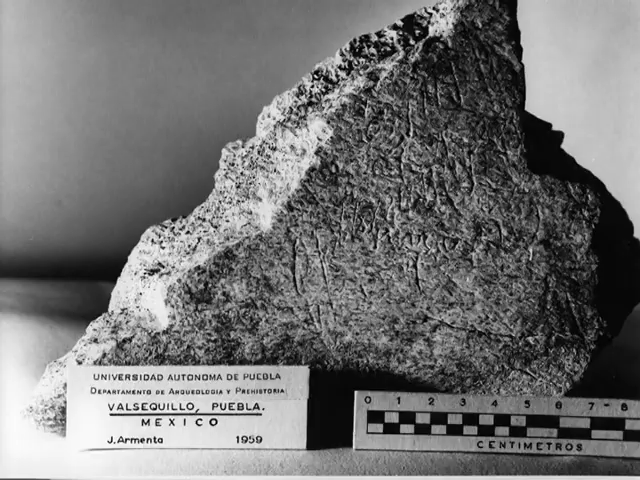 UNIVERSIDAD AUTONOMA DE PUEBLA
DEPARTAMENTO DE ARQUEOLOGIA Y PREHISTORIA
VALSEQUILLO, PUEBLA.
MEXICO
J. Armenta 1959
0 1 2 3 4 5 6 7 8
CENTIMETROS